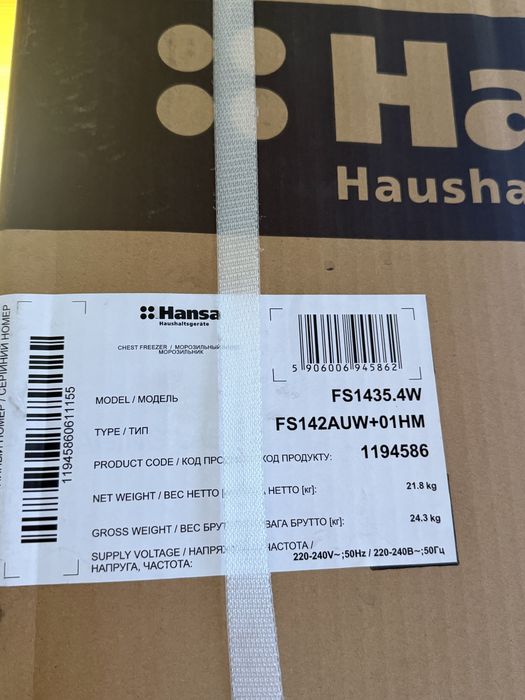 Ha
Hausha
Hansa
Haushaltsgeräte
CHEST FREEZER / МОРОЗИЛЬНЫЙ
МОРОЗИЛЬНИК
5 906006 945862
MODEL / МОДЕЛЬ FS1435.4W
TYPE / ТИП FS142AUW+01HM
PRODUCT CODE / КОД КОД ПРОДУКТУ: 1194586
NET WEIGHT / ВЕС НЕТТО НЕТТО [кг]: 21.8 kg
GROSS WEIGHT / ВЕС БРУТ ВАГА БРУТТО [кг]: 24.3 kg
SUPPLY VOLTAGE / НАПРЯ ЧАСТОТА /
НАПРУГА, ЧАСТОТА: 220-240V~;50Hz / 220-240В~;50Гц
НОМЕР / СЕРІЙНИЙ НОМЕР
11945860611155